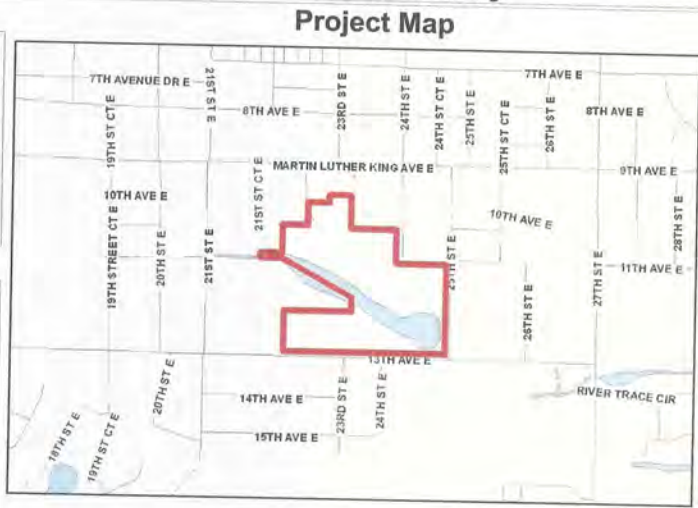 Project Map
7TH AVENUE DR E
21ST ST E
7TH AVE E
8TH AVE E
23RD ST E
24TH ST E
24TH ST CT E
25TH ST E
25TH ST CT E
26TH ST E
8TH AVE E
19TH ST CT E
MARTIN LUTHER KING AVE E
9TH AVE E
10TH AVE E
21ST ST CT E
10TH AVE E
28TH ST E
19TH STREET CT E
20TH ST E
21ST ST E
25TH ST E
26TH ST E
27TH ST E
11TH AVE E
13TH AVE E
20TH ST E
14TH AVE E
23RD ST E
24TH ST E
RIVER TRACE CIR
15TH AVE E
18TH ST E
19TH ST CT E